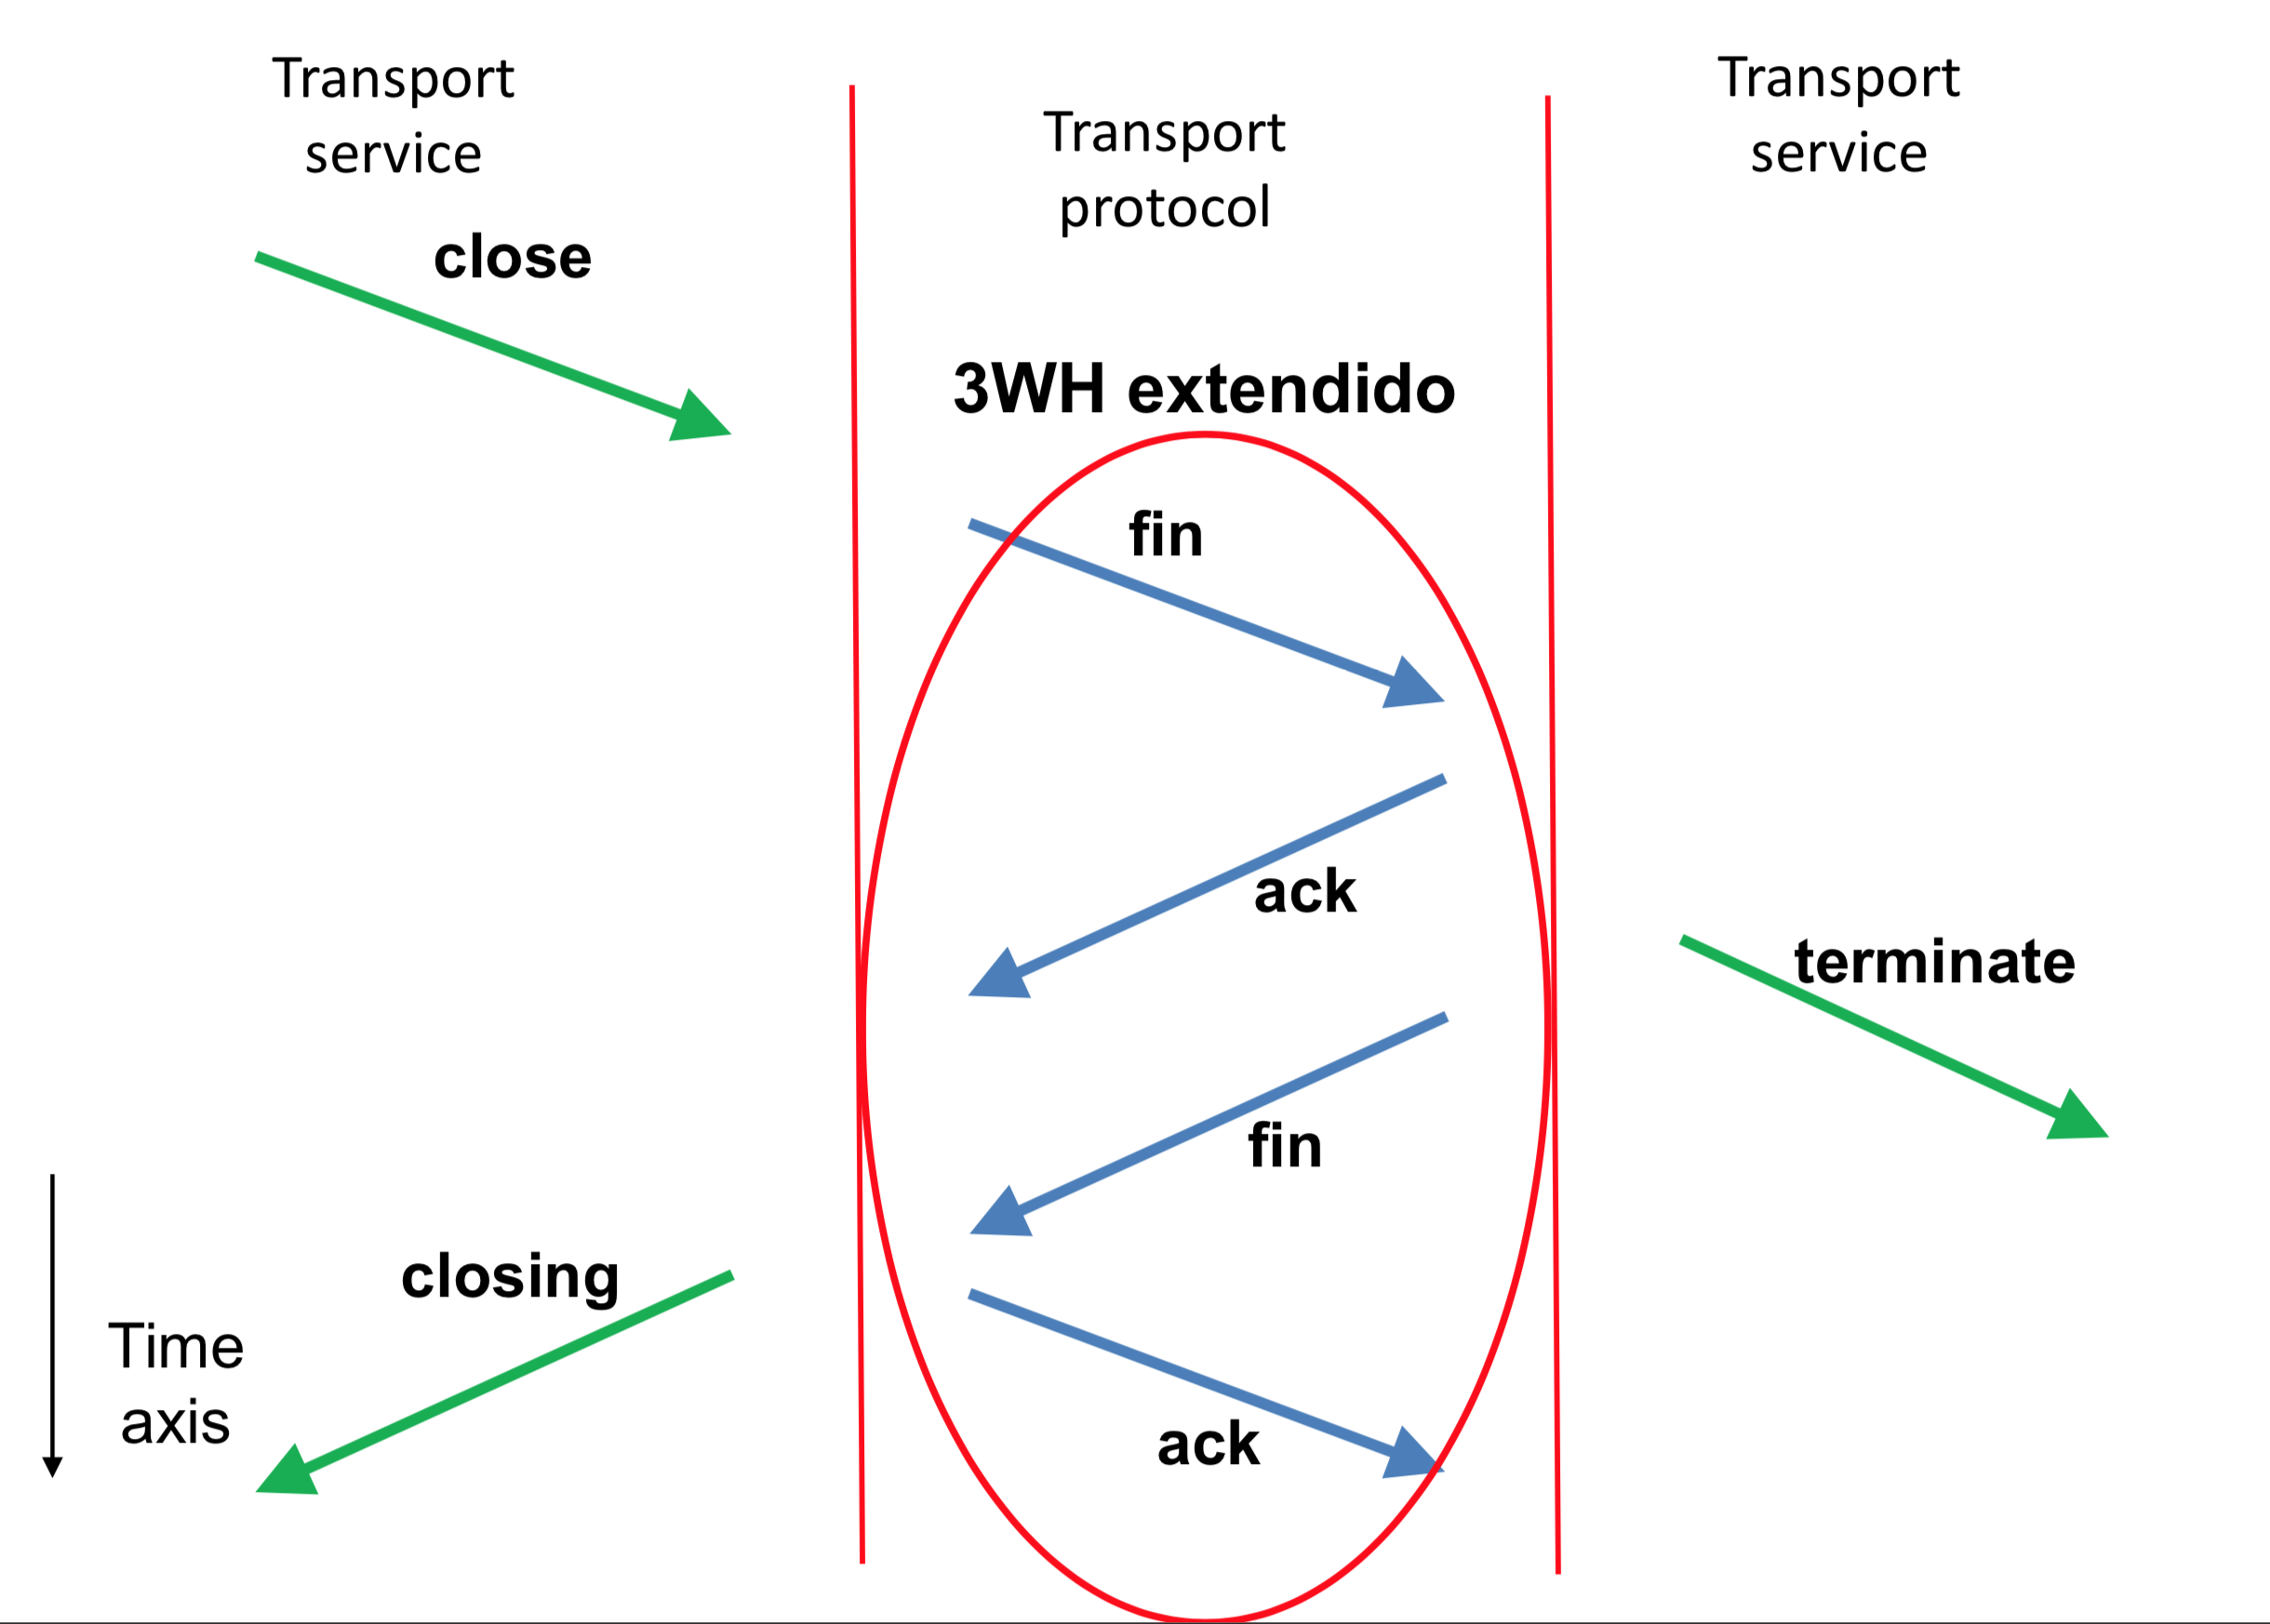 Transport
service
Transport
protocol
Transport
service
close
3WH extendido
fin
ack
terminate
fin
closing
Time
axis
ack